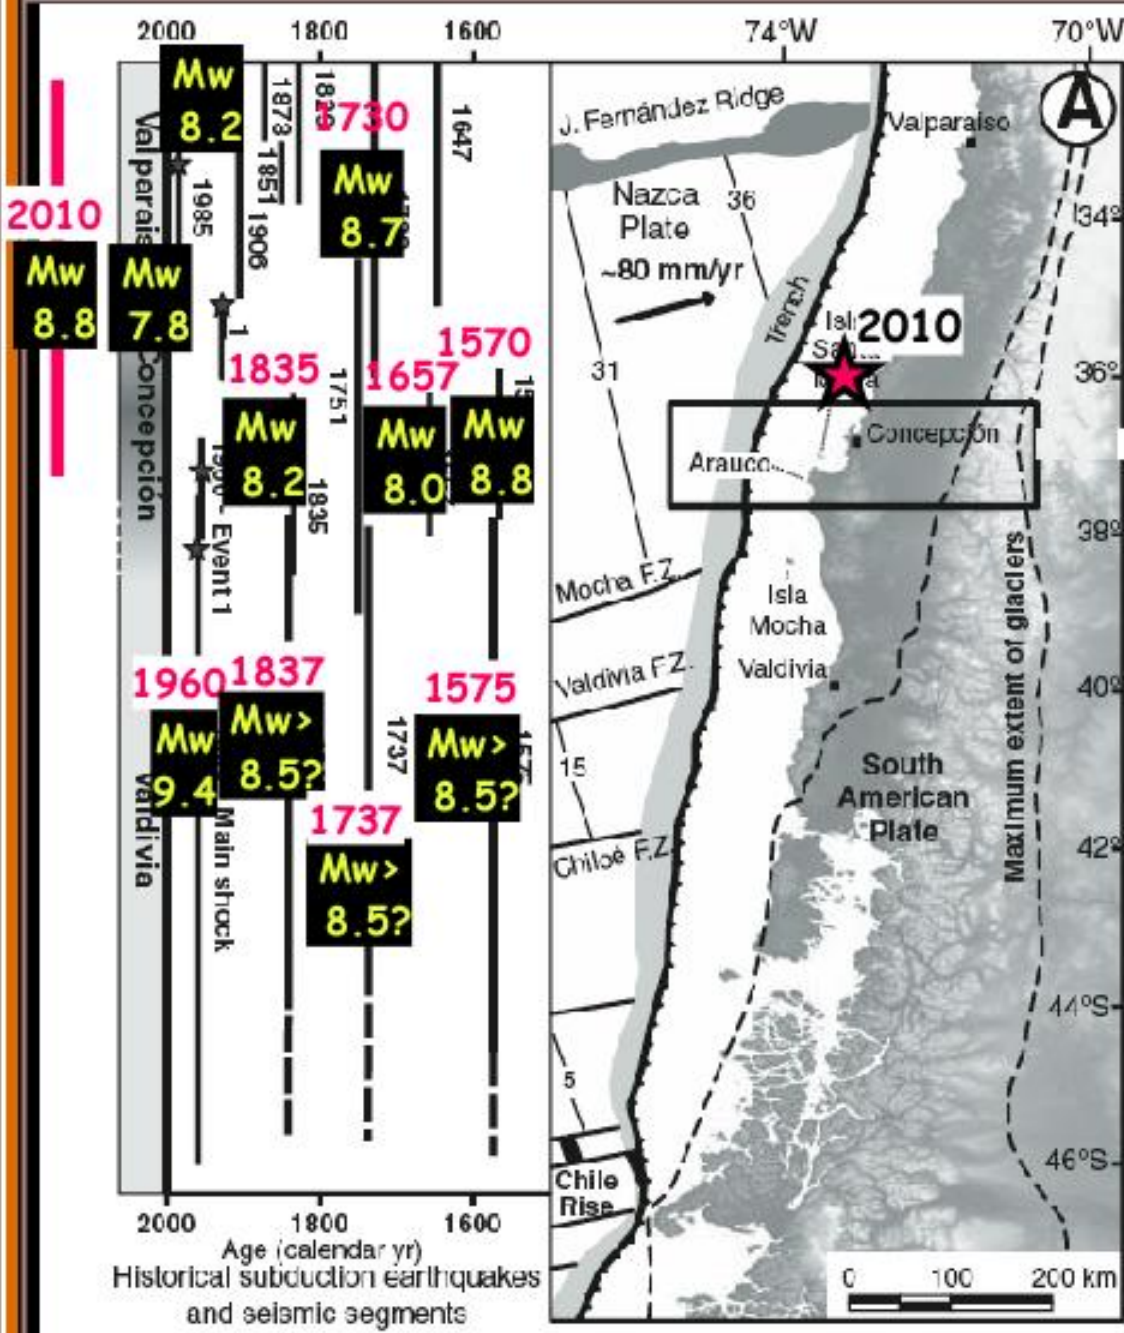 2000 1800 1600
74°W 70°W
A
J. Fernández Ridge
Valparaiso
Nazca
Plate
36
34°
~80 mm/yr
Trench
2010
31
36°
Concepción
Arauco
38°
Mocha F.Z.
Isla
Mocha
Valdivia F.Z.
Valdivia
40°
15
South
American
Plate
Maximum extent of glaciers
Chiloé F.Z.
42°
44°S
5
46°S
Chile
Rise
0 100 200 km
Mw
8.2
1873
1851
1730
1647
2010
Mw
8.8
Mw
7.8
1985
1906
Mw
8.7
Concepción
1835
Mw
8.2
1835
1751
1657
Mw
8.0
1570
Mw
8.8
Event 1
1960
Mw
9.4
1837
Mw>
8.5?
1737
1575
Mw>
8.5?
Valdivia
Main shock
1737
Mw>
8.5?
2000 1800 1600
Age (calendar yr)
Historical subduction earthquakes
and seismic segments